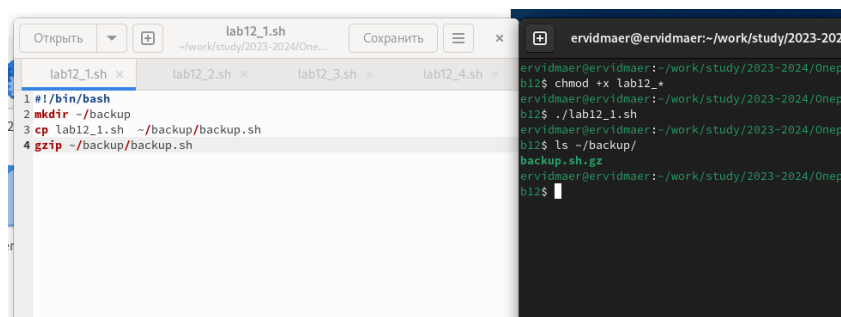 Открыть
lab12_1.sh
~/work/study/2023-2024/One…
Сохранить
lab12_1.sh
lab12_2.sh
lab12_3.sh
lab12_4.sh
1 #!/bin/bash
2 mkdir ~/backup
3 cp lab12_1.sh  ~/backup/backup.sh
4 gzip ~/backup/backup.sh
ervidmaer@ervidmaer:~/work/study/2023-202
ervidmaer@ervidmaer:~/work/study/2023-2024/Опер
b12$ chmod +x lab12_*
ervidmaer@ervidmaer:~/work/study/2023-2024/Опер
b12$ ./lab12_1.sh
ervidmaer@ervidmaer:~/work/study/2023-2024/Опер
b12$ ls ~/backup/
backup.sh.gz
ervidmaer@ervidmaer:~/work/study/2023-2024/Опер
b12$